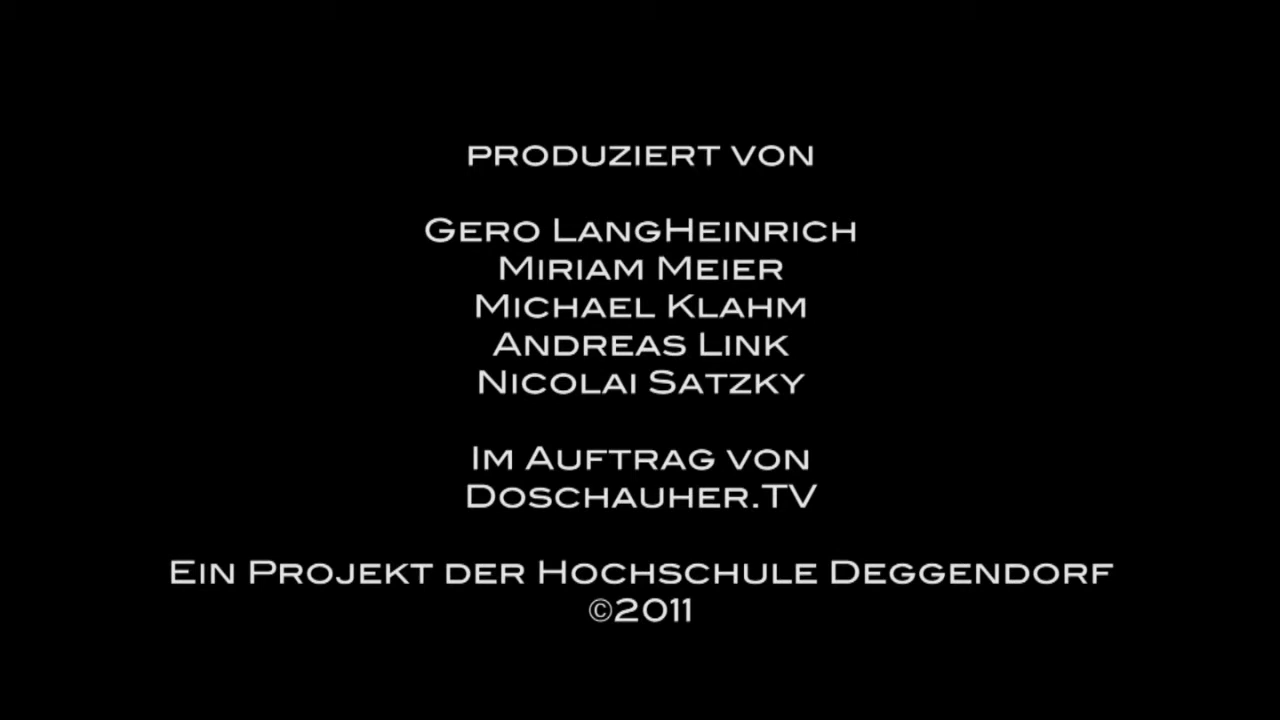 PRODUZIERT VON
GERO LANGHEINRICH
MIRIAM MEIER
MICHAEL KLAHM
ANDREAS LINK
NICOLAI SATZKY
IM AUFTRAG VON
DOSCHAUHER.TV
EIN PROJEKT DER HOCHSCHULE DEGGENDORF
©2011